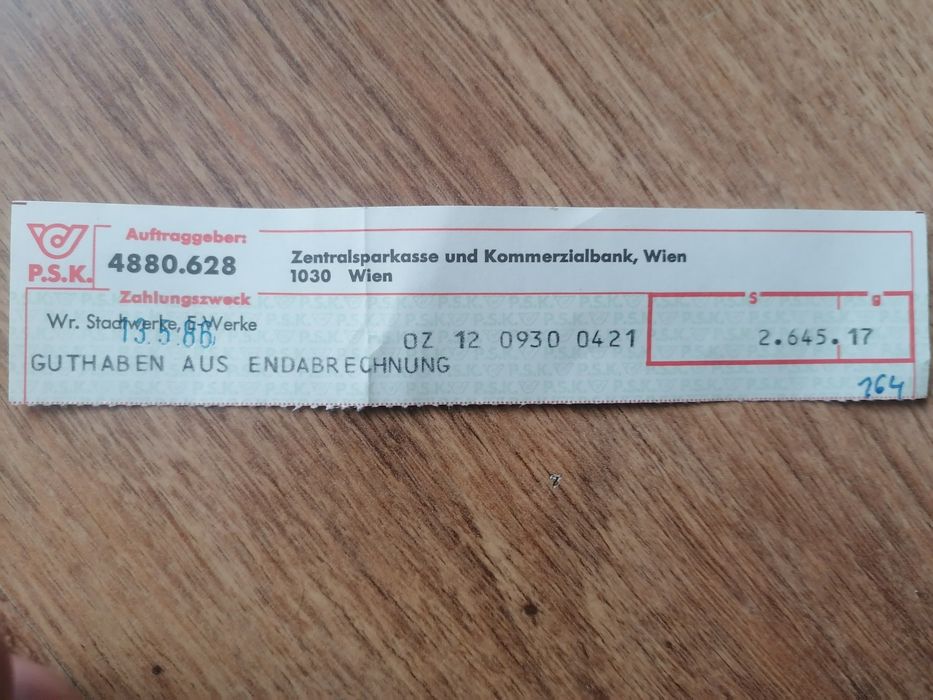 P.S.K.
Auftraggeber:
4880.628
Zentralsparkasse und Kommerzialbank, Wien
1030 Wien
Zahlungszweck
S g
Wr. Stadtwerke, E-Werke
13.5.86
OZ 12 0930 0421
2.645.17
GUTHABEN AUS ENDABRECHNUNG
264